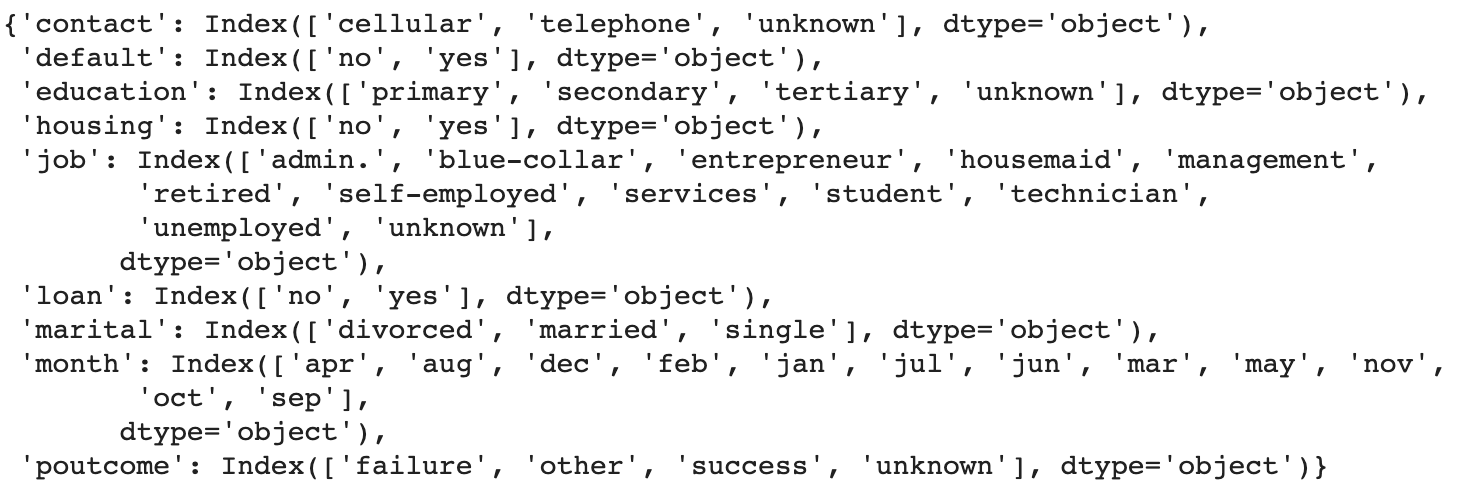 {'contact': Index(['cellular', 'telephone', 'unknown'], dtype='object'),
 'default': Index(['no', 'yes'], dtype='object'),
 'education': Index(['primary', 'secondary', 'tertiary', 'unknown'], dtype='object'),
 'housing': Index(['no', 'yes'], dtype='object'),
 'job': Index(['admin.', 'blue-collar', 'entrepreneur', 'housemaid', 'management',
        'retired', 'self-employed', 'services', 'student', 'technician',
        'unemployed', 'unknown'],
       dtype='object'),
 'loan': Index(['no', 'yes'], dtype='object'),
 'marital': Index(['divorced', 'married', 'single'], dtype='object'),
 'month': Index(['apr', 'aug', 'dec', 'feb', 'jan', 'jul', 'jun', 'mar', 'may', 'nov',
        'oct', 'sep'],
       dtype='object'),
 'poutcome': Index(['failure', 'other', 'success', 'unknown'], dtype='object')}